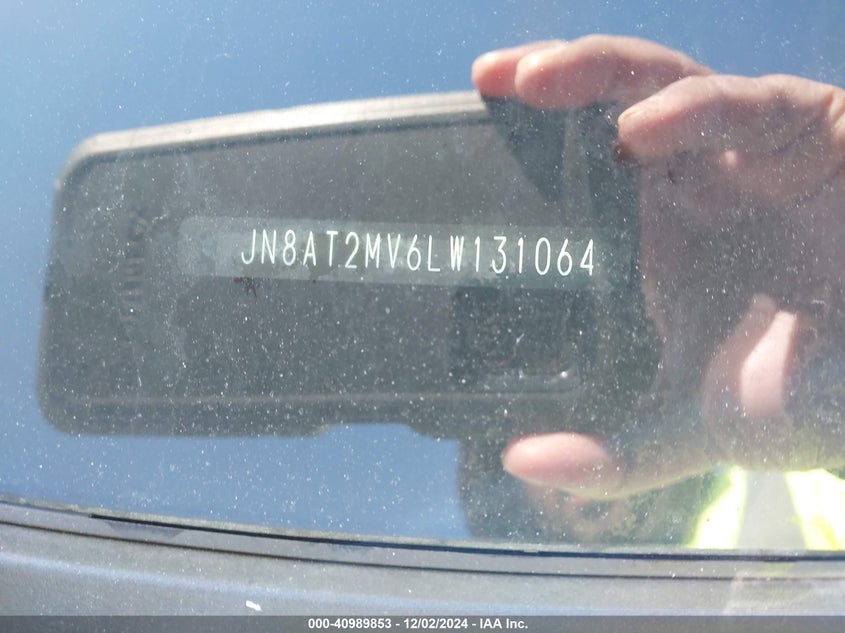 JN8AT2MV6LW131064
000-40989853 - 12/02/2024 - IAA Inc.